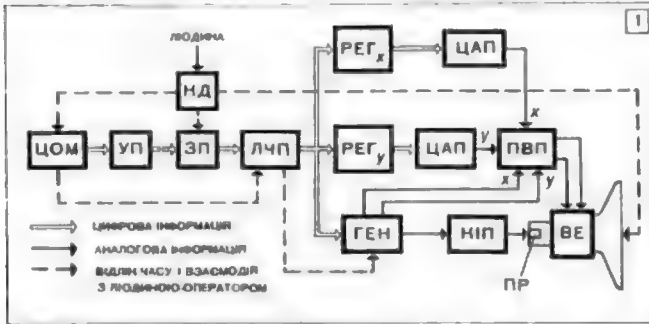 1
ЛЮДИНА
РЕГx
ЦАП
НД
x
ЦОМ
УП
ЗП
ЛЧП
РЕГy
ЦАП
y
ПВП
x
y
ГЕН
НІП
ВЕ
ПР
ЦИФРОВА ІНФОРМАЦІЯ
АНАЛОГОВА ІНФОРМАЦІЯ
ВІДЛІК ЧАСУ І ВЗАЄМОДІЯ
З ЛЮДИНОЮ-ОПЕРАТОРОМ